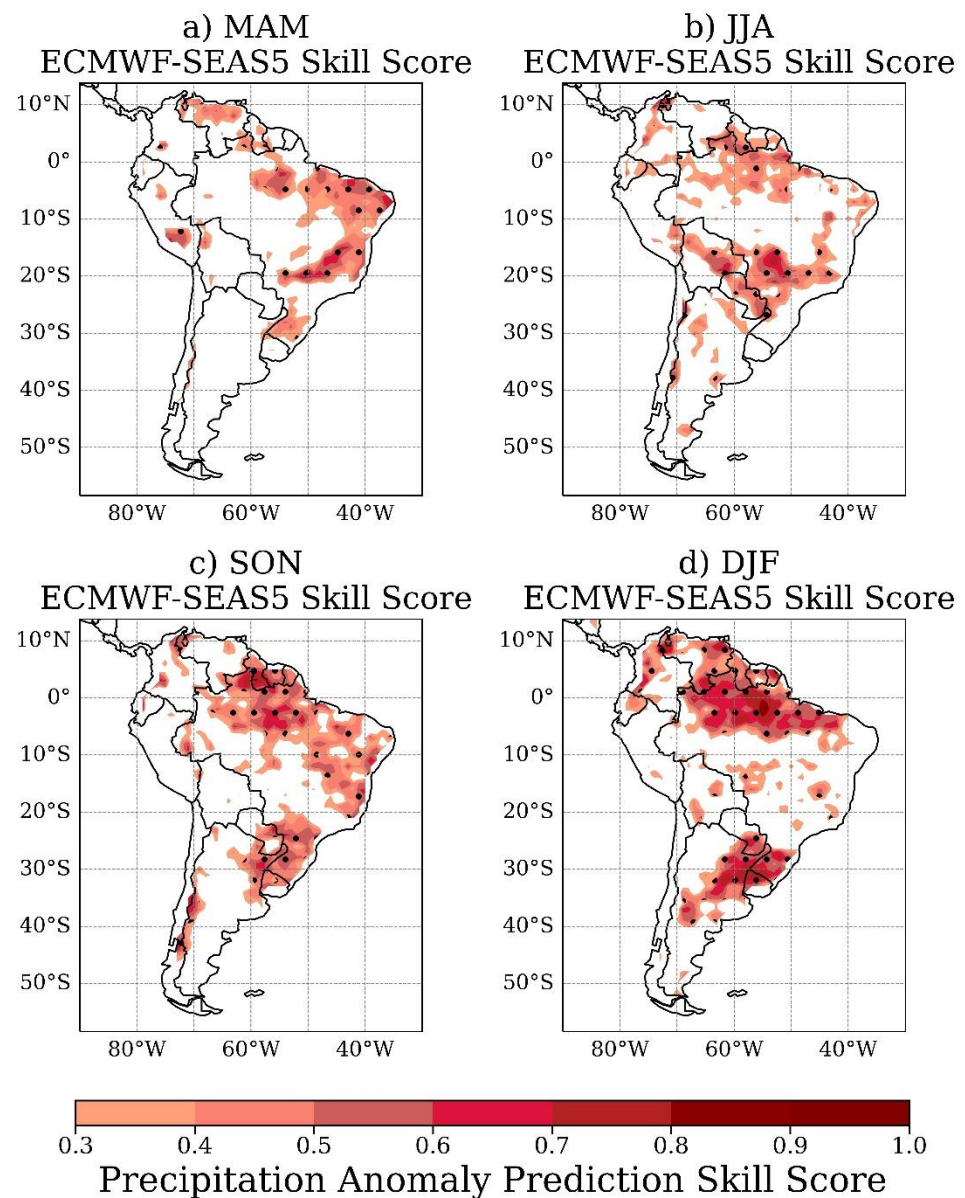 a) MAM
ECMWF-SEAS5 Skill Score
10°N
0°
10°S
20°S
30°S
40°S
50°S
80°W 60°W 40°W
b) JJA
ECMWF-SEAS5 Skill Score
10°N
0°
10°S
20°S
30°S
40°S
50°S
80°W 60°W 40°W
c) SON
ECMWF-SEAS5 Skill Score
10°N
0°
10°S
20°S
30°S
40°S
50°S
80°W 60°W 40°W
d) DJF
ECMWF-SEAS5 Skill Score
10°N
0°
10°S
20°S
30°S
40°S
50°S
80°W 60°W 40°W
0.3 0.4 0.5 0.6 0.7 0.8 0.9 1.0
Precipitation Anomaly Prediction Skill Score